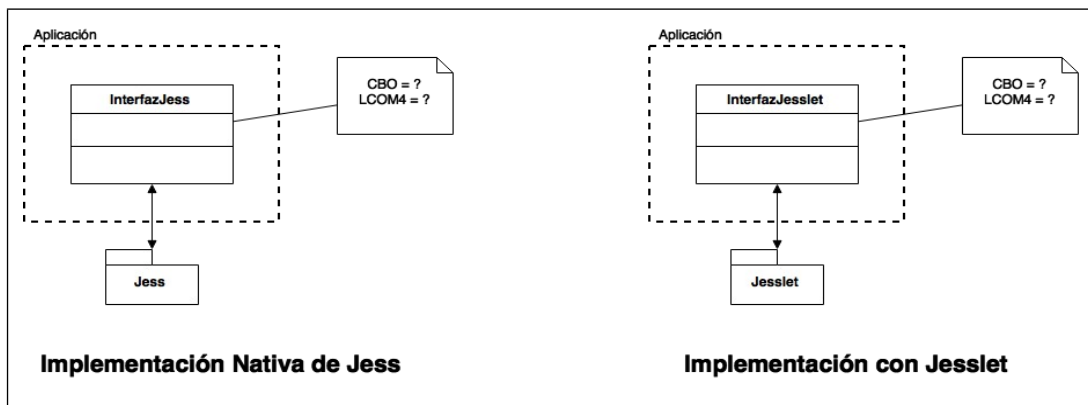 Aplicación
InterfazJess
CBO = ?
LCOM4 = ?
Jess
Implementación Nativa de Jess
Aplicación
InterfazJesslet
CBO = ?
LCOM4 = ?
Jesslet
Implementación con Jesslet